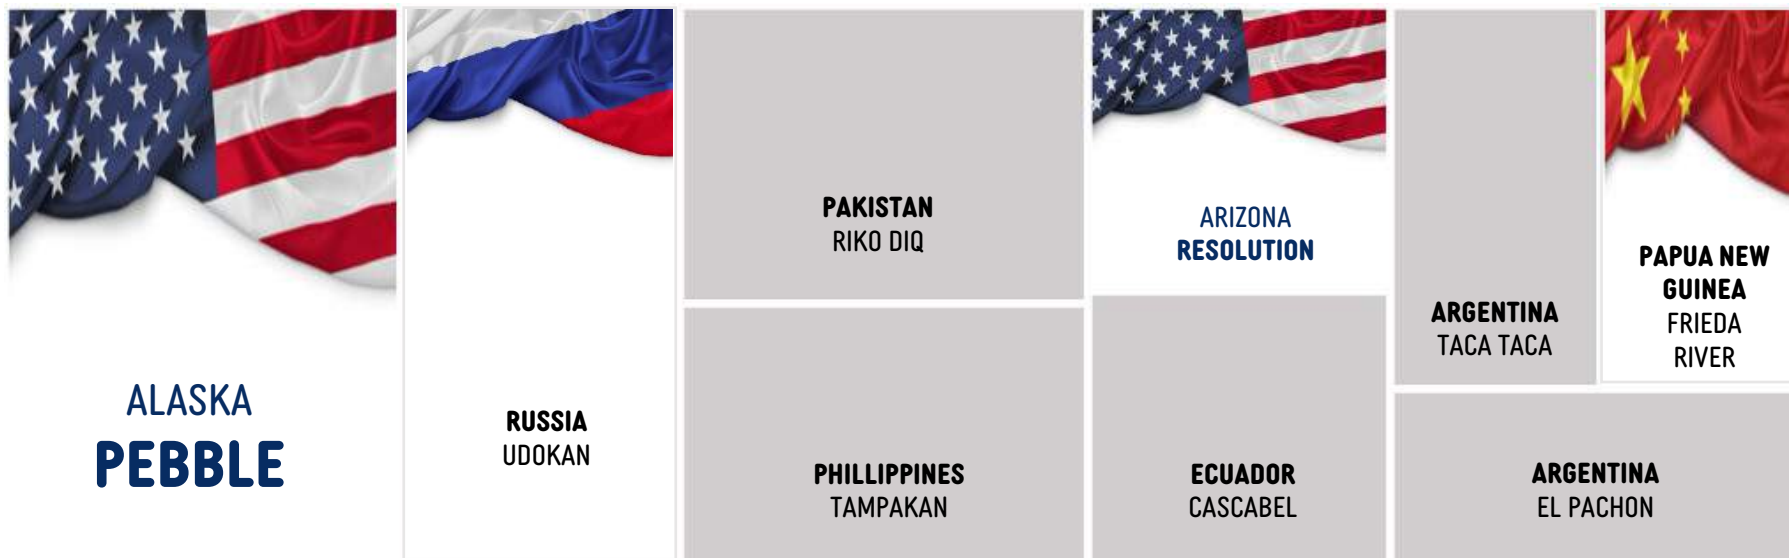 ALASKA
PEBBLE
RUSSIA
UDOKAN
PAKISTAN
RIKO DIQ
PHILLIPPINES
TAMPAKAN
ARIZONA
RESOLUTION
ECUADOR
CASCABEL
ARGENTINA
TACA TACA
PAPUA NEW
GUINEA
FRIEDA
RIVER
ARGENTINA
EL PACHON